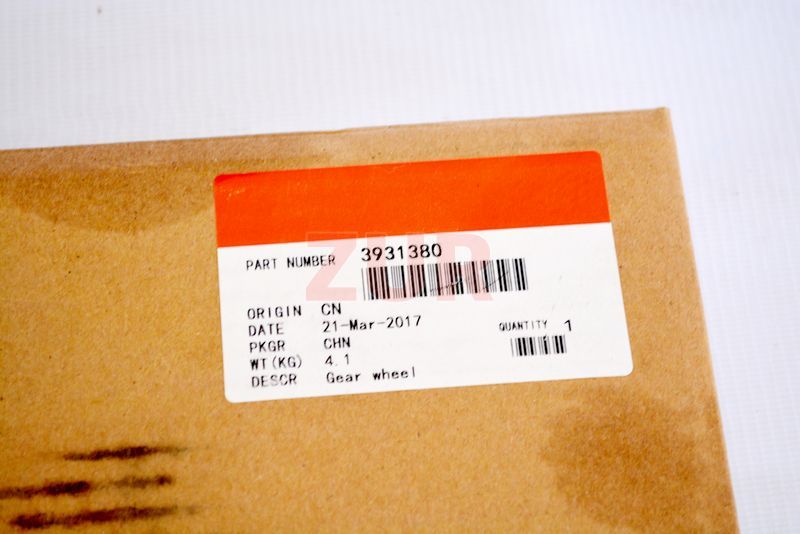 PART NUMBER 3931380
ZUR
ORIGIN CN
DATE 21-Mar-2017
PKGR CHN
WT(KG) 4.1
DESCR Gear wheel
QUANTITY 1